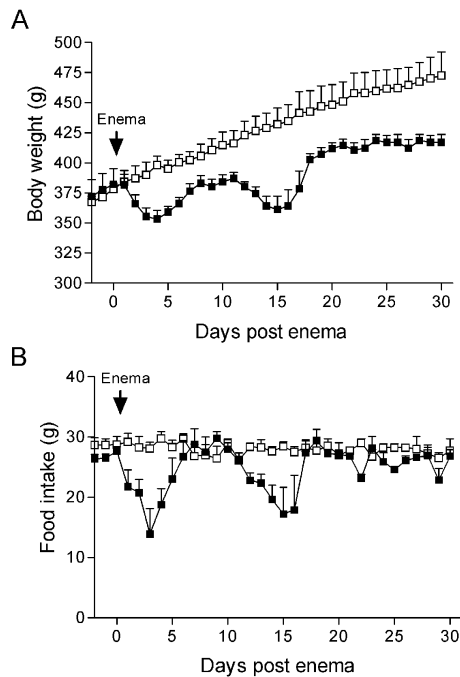 A
500
475
450
425
400
375
350
325
300
Body weight (g)
Enema
0 5 10 15 20 25 30
Days post enema
B
40
30
20
10
0
Food intake (g)
Enema
0 5 10 15 20 25 30
Days post enema